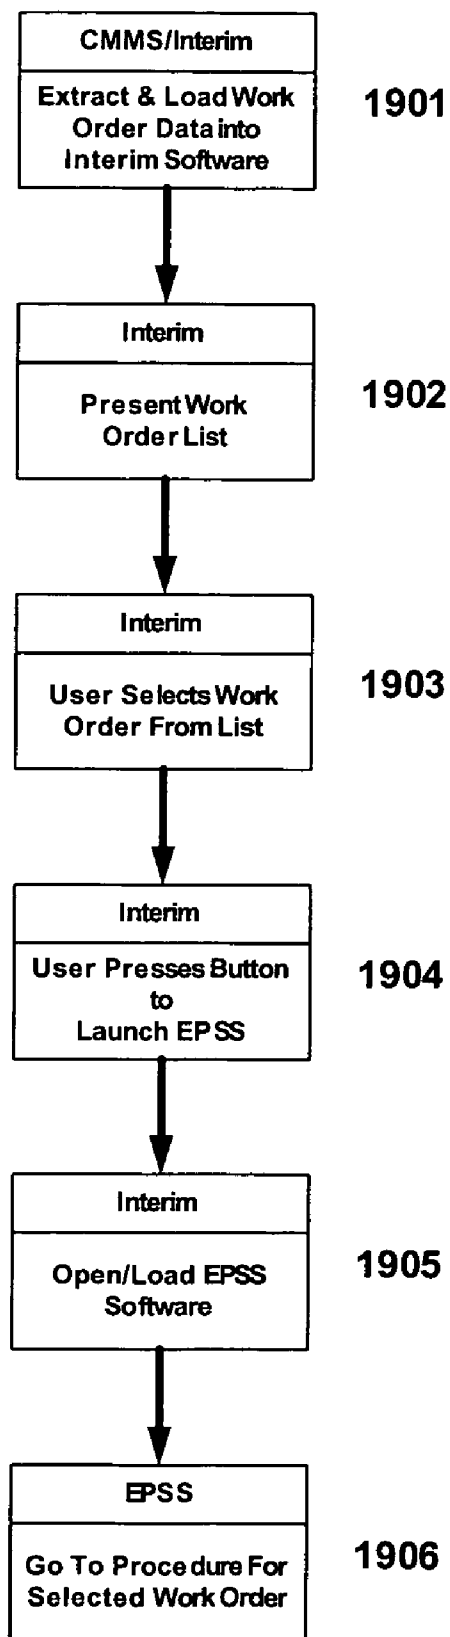 CMMS/Interim
Extract & Load Work
Order Data into
Interim Software
1901
Interim
Present Work
Order List
1902
Interim
User Selects Work
Order From List
1903
Interim
User Presses Button
to
Launch EPSS
1904
Interim
Open/Load EPSS
Software
1905
EPSS
Go To Procedure For
Selected Work Order
1906